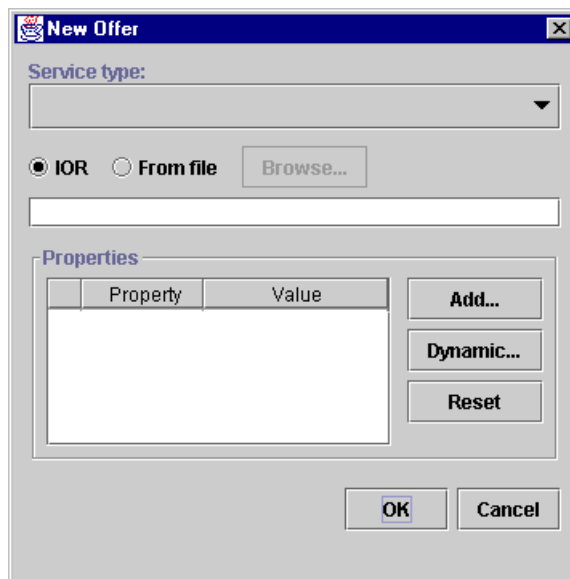 New Offer
Service type:
IOR From file Browse...
Properties
Property Value
Add...
Dynamic...
Reset
OK Cancel